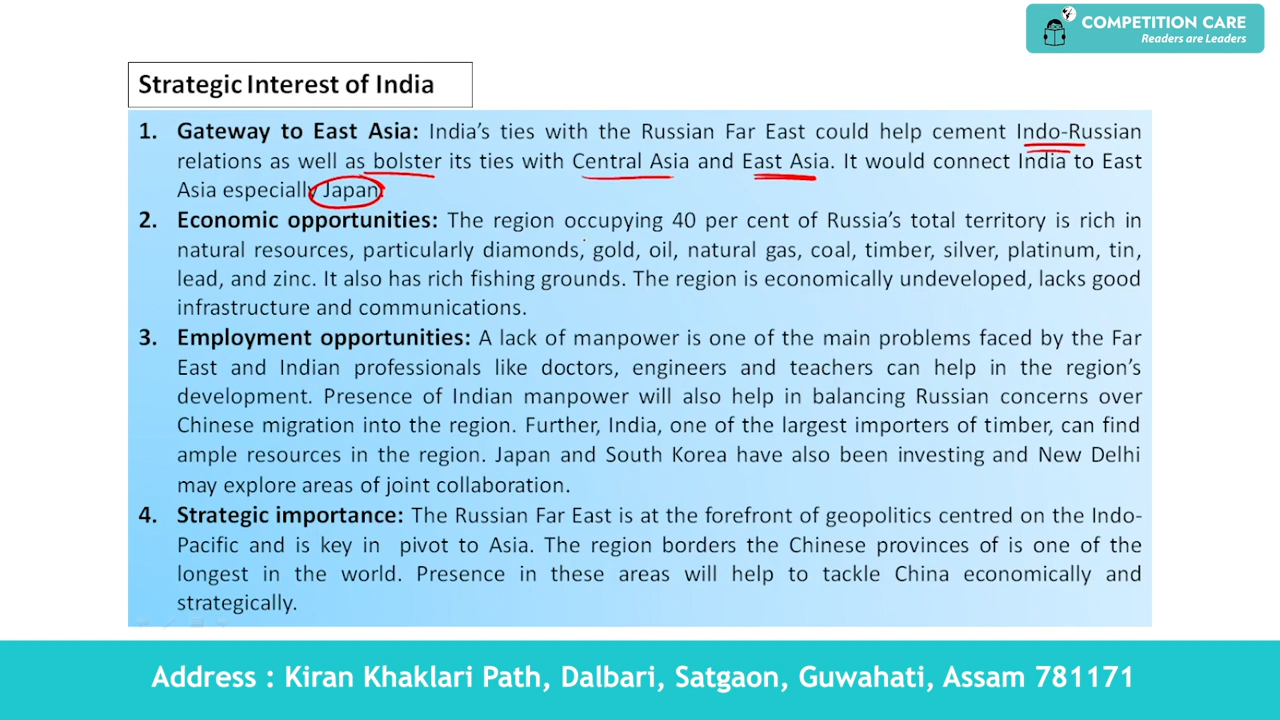 COMPETITION CARE
Readers are Leaders
Strategic Interest of India
1. Gateway to East Asia: India's ties with the Russian Far East could help cement Indo-Russian
relations as well as bolster its ties with Central Asia and East Asia. It would connect India to East
Asia especially Japan.
2. Economic opportunities: The region occupying 40 per cent of Russia's total territory is rich in
natural resources, particularly diamonds, gold, oil, natural gas, coal, timber, silver, platinum, tin,
lead, and zinc. It also has rich fishing grounds. The region is economically undeveloped, lacks good
infrastructure and communications.
3. Employment opportunities: A lack of manpower is one of the main problems faced by the Far
East and Indian professionals like doctors, engineers and teachers can help in the region's
development. Presence of Indian manpower will also help in balancing Russian concerns over
Chinese migration into the region. Further, India, one of the largest importers of timber, can find
ample resources in the region. Japan and South Korea have also been investing and New Delhi
may explore areas of joint collaboration.
4. Strategic importance: The Russian Far East is at the forefront of geopolitics centred on the Indo-
Pacific and is key in pivot to Asia. The region borders the Chinese provinces of is one of the
longest in the world. Presence in these areas will help to tackle China economically and
strategically.
Address : Kiran Khaklari Path, Dalbari, Satgaon, Guwahati, Assam 781171